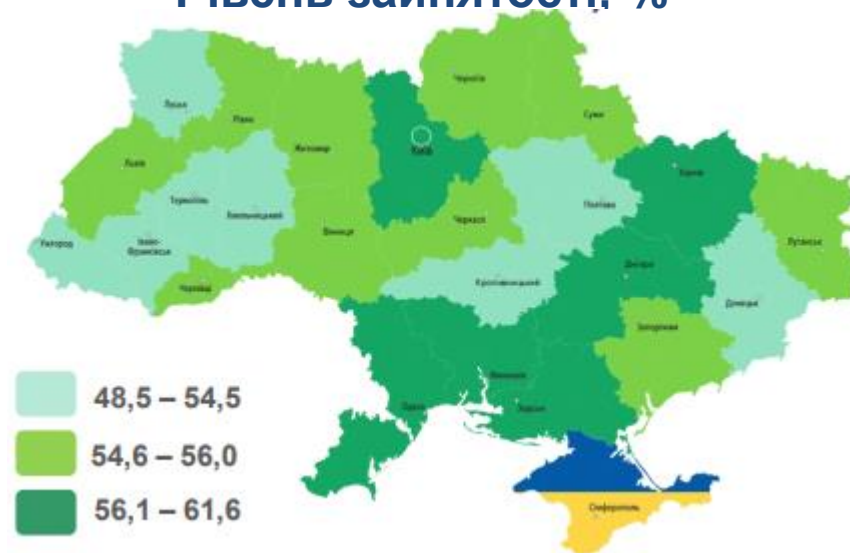 Рівень зайнятості, %
Луцьк
Рівне
Житомир
Київ
Чернігів
Суми
Львів
Тернопіль
Хмельницький
Вінниця
Черкаси
Полтава
Харків
Луганськ
Ужгород
Івано-
Франківськ
Чернівці
Кропивницький
Дніпро
Донецьк
Запоріжжя
Миколаїв
Одеса
Херсон
Сімферополь
48,5 – 54,5
54,6 – 56,0
56,1 – 61,6